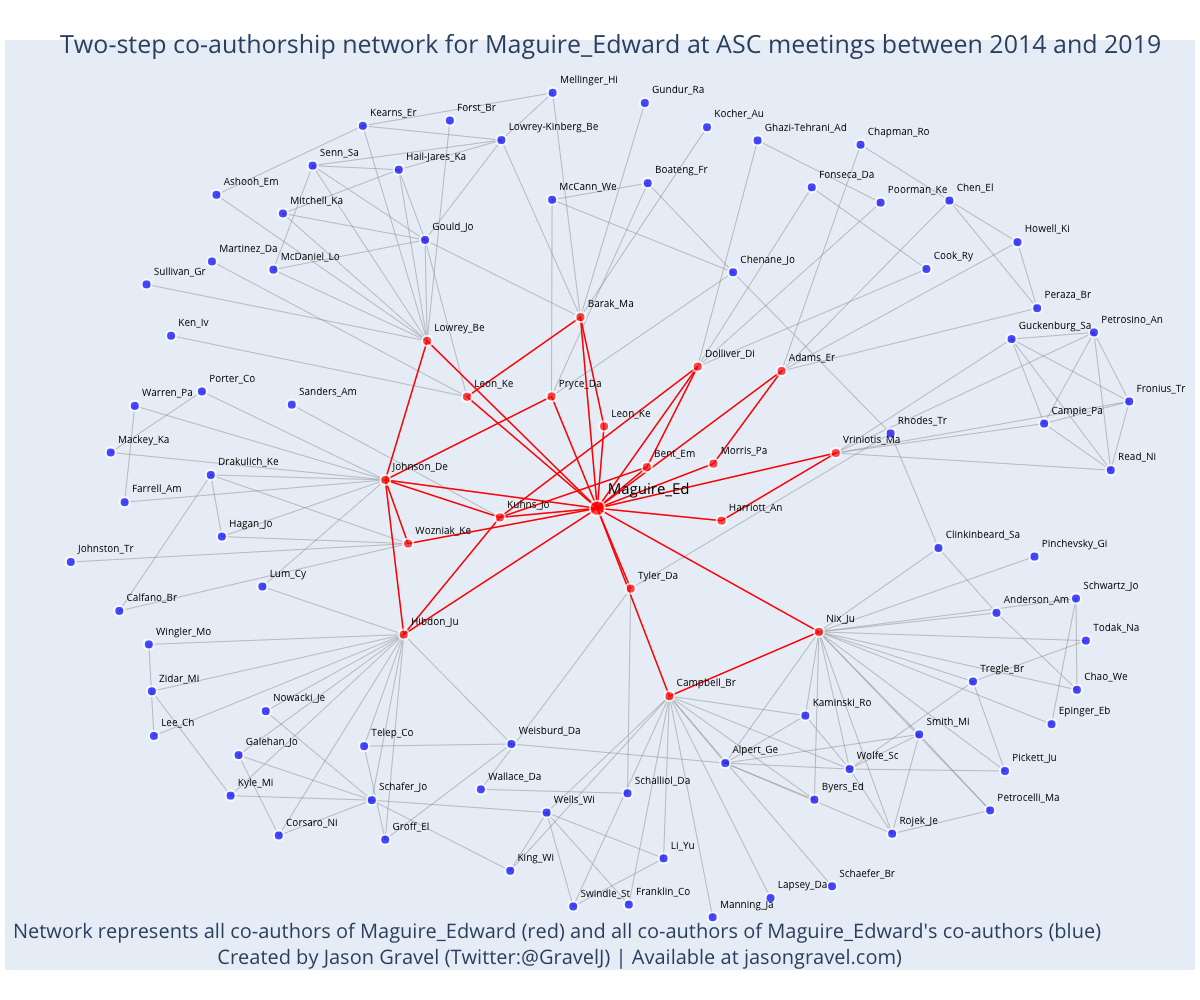 Two-step co-authorship network for Maguire_Edward at ASC meetings between 2014 and 2019
Mellinger_Hi
Gundur_Ra
Kearns_Er
Forst_Br
Kocher_Au
Lowrey-Kinberg_Be
Ghazi-Tehrani_Ad
Chapman_Ro
Senn_Sa
Hail-Jares_Ka
Boateng_Fr
Fonseca_Da
Ashooh_Em
McCann_We
Poorman_Ke
Chen_El
Mitchell_Ka
Gould_Jo
Howell_Ki
Martinez_Da
McDaniel_Lo
Cook_Ry
Sullivan_Gr
Chenane_Jo
Peraza_Br
Barak_Ma
Ken_Iv
Lowrey_Be
Guckenburg_Sa
Petrosino_An
Dolliver_Di
Adams_Er
Porter_Co
Leon_Ke
Pryce_Da
Warren_Pa
Sanders_Am
Fronius_Tr
Leon_Ke
Campie_Pa
Rhodes_Tr
Mackey_Ka
Vriniotis_Ma
Drakulich_Ke
Johnson_De
Bent_Em
Morris_Pa
Read_Ni
Maguire_Ed
Farrell_Am
Kuhns_Jo
Harriott_An
Hagan_Jo
Wozniak_Ke
Clinkinbeard_Sa
Pinchevsky_Gi
Johnston_Tr
Lum_Cy
Tyler_Da
Schwartz_Jo
Calfano_Br
Anderson_Am
Hibdon_Ju
Nix_Ju
Wingler_Mo
Todak_Na
Zidar_Mi
Campbell_Br
Tregle_Br
Chao_We
Nowacki_Je
Kaminski_Ro
Epinger_Eb
Lee_Ch
Smith_Mi
Galehan_Jo
Telep_Co
Weisburd_Da
Alpert_Ge
Wolfe_Sc
Pickett_Ju
Kyle_Mi
Schafer_Jo
Wallace_Da
Schalliol_Da
Byers_Ed
Wells_Wi
Petrocelli_Ma
Corsaro_Ni
Groff_El
Rojek_Je
King_Wi
Li_Yu
Schaefer_Br
Swindle_St
Franklin_Co
Lapsey_Da
Manning_Ja
Network represents all co-authors of Maguire_Edward (red) and all co-authors of Maguire_Edward's co-authors (blue)
Created by Jason Gravel (Twitter:@GravelJ) | Available at jasongravel.com)